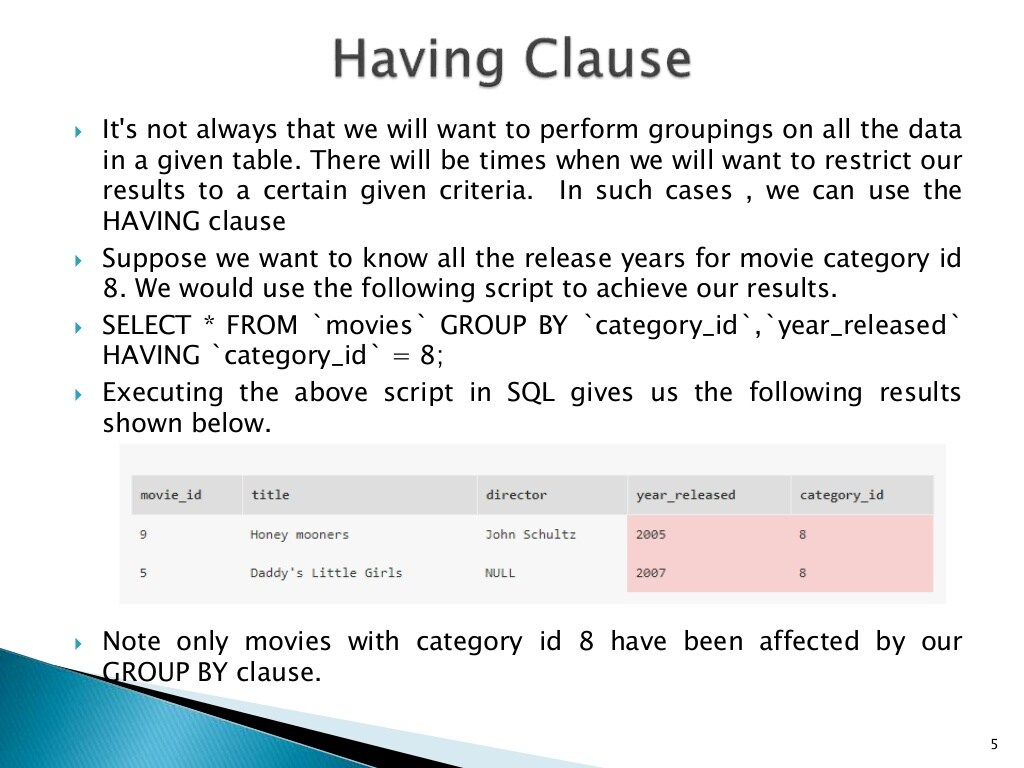 Having Clause
It's not always that we will want to perform groupings on all the data
in a given table. There will be times when we will want to restrict our
results to a certain given criteria.  In such cases , we can use the
HAVING clause
Suppose we want to know all the release years for movie category id
8. We would use the following script to achieve our results.
SELECT * FROM `movies` GROUP BY `category_id`,`year_released`
HAVING `category_id` = 8;
Executing the above script in SQL gives us the following results
shown below.
movie_id title director year_released category_id
9 Honey mooners John Schultz 2005 8
5 Daddy's Little Girls NULL 2007 8
Note only movies with category id 8 have been affected by our
GROUP BY clause.
5